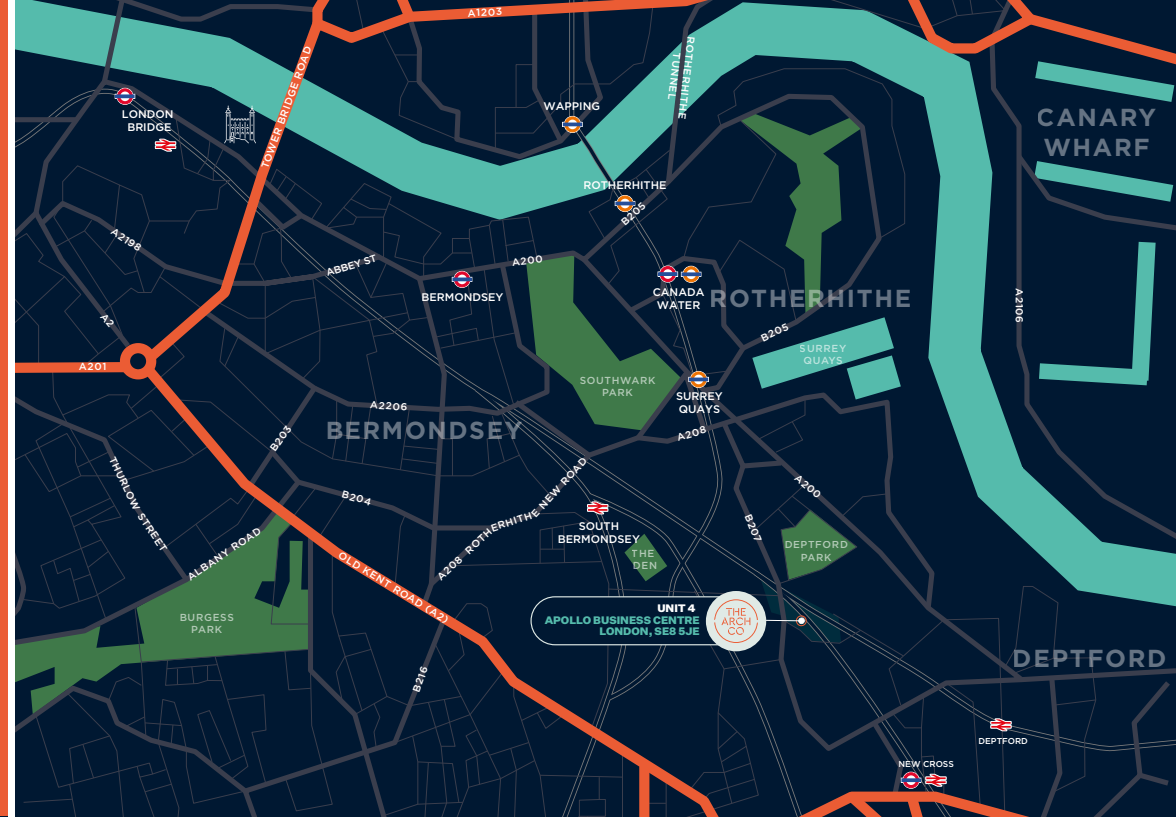 A1203
ROTHERHITHE
TUNNEL
TOWER BRIDGE ROAD
WAPPING
LONDON
BRIDGE
CANARY
WHARF
ROTHERHITHE
B205
A2198
ABBEY ST
A200
BERMONDSEY
CANADA
WATER
ROTHERHITHE
A2106
A2
B205
SURREY
QUAYS
A201
SOUTHWARK
PARK
SURREY
QUAYS
A2206
BERMONDSEY
A208
B203
THURLOW STREET
B204
A208 ROTHERHITHE NEW ROAD
A200
SOUTH
BERMONDSEY
B207
ALBANY ROAD
THE
DEN
DEPTFORD
PARK
OLD KENT ROAD (A2)
BURGESS
PARK
UNIT 4
APOLLO BUSINESS CENTRE
LONDON, SE8 5JE
THE
ARCH
CO
B216
DEPTFORD
DEPTFORD
NEW CROSS